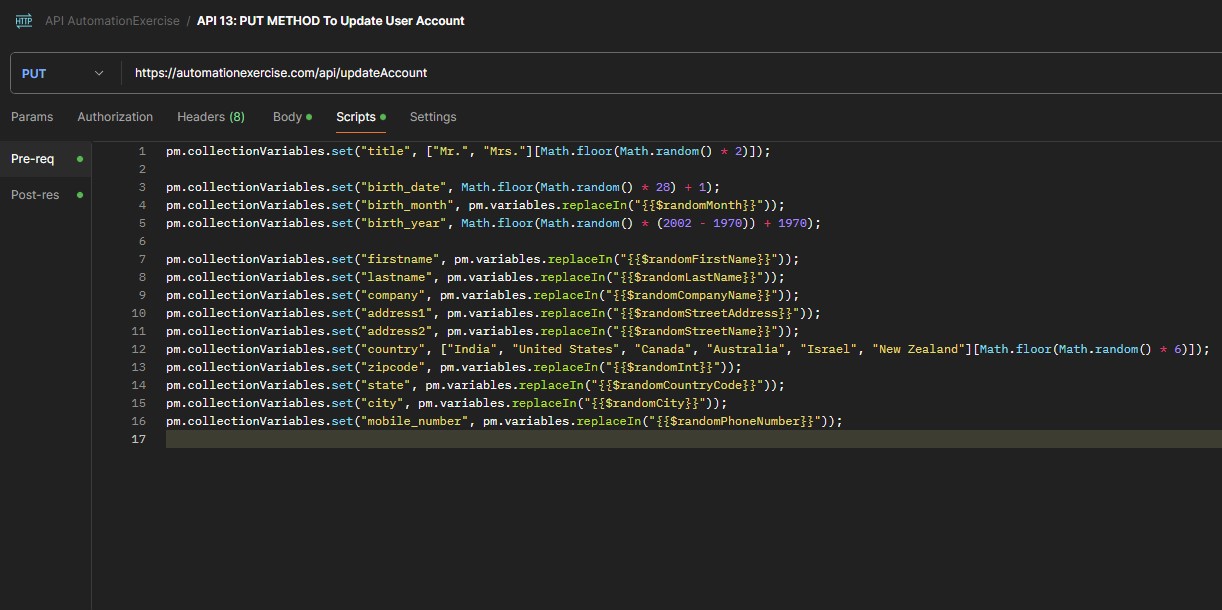 HTTP API AutomationExercise / API 13: PUT METHOD To Update User Account
PUT https://automationexercise.com/api/updateAccount
Params Authorization Headers (8) Body Scripts Settings
Pre-req
Post-res
1 pm.collectionVariables.set("title", ["Mr.", "Mrs."][Math.floor(Math.random() * 2)]);
2
3 pm.collectionVariables.set("birth_date", Math.floor(Math.random() * 28) + 1);
4 pm.collectionVariables.set("birth_month", pm.variables.replaceIn("{{$randomMonth}}"));
5 pm.collectionVariables.set("birth_year", Math.floor(Math.random() * (2002 - 1970)) + 1970);
6
7 pm.collectionVariables.set("firstname", pm.variables.replaceIn("{{$randomFirstName}}"));
8 pm.collectionVariables.set("lastname", pm.variables.replaceIn("{{$randomLastName}}"));
9 pm.collectionVariables.set("company", pm.variables.replaceIn("{{$randomCompanyName}}"));
10 pm.collectionVariables.set("address1", pm.variables.replaceIn("{{$randomStreetAddress}}"));
11 pm.collectionVariables.set("address2", pm.variables.replaceIn("{{$randomStreetName}}"));
12 pm.collectionVariables.set("country", ["India", "United States", "Canada", "Australia", "Israel", "New Zealand"][Math.floor(Math.random() * 6)]);
13 pm.collectionVariables.set("zipcode", pm.variables.replaceIn("{{$randomInt}}"));
14 pm.collectionVariables.set("state", pm.variables.replaceIn("{{$randomCountryCode}}"));
15 pm.collectionVariables.set("city", pm.variables.replaceIn("{{$randomCity}}"));
16 pm.collectionVariables.set("mobile_number", pm.variables.replaceIn("{{$randomPhoneNumber}}"));
17